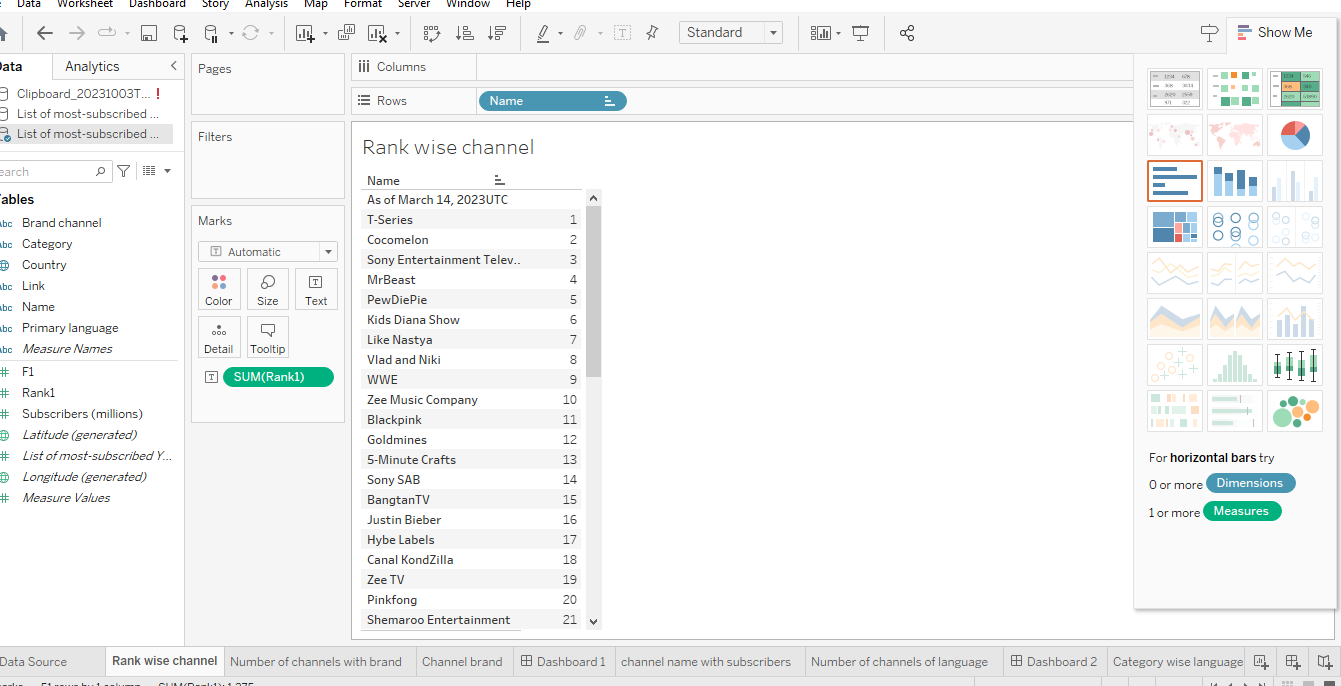 Data Worksheet Dashboard Story Analysis Map Format Server Window Help
Standard
Show Me
Data Analytics
Clipboard_20231003T... !
List of most-subscribed ...
List of most-subscribed ...
Search
Tables
Abc Brand channel
Abc Category
Country
Abc Link
Abc Name
Abc Primary language
Abc Measure Names
# F1
# Rank1
# Subscribers (millions)
Latitude (generated)
# List of most-subscribed Y...
Longitude (generated)
# Measure Values
Pages
Filters
Marks
Automatic
Color Size Text
Detail Tooltip
SUM(Rank1)
Columns
Rows Name
Rank wise channel
Name
As of March 14, 2023UTC
T-Series 1
Cocomelon 2
Sony Entertainment Telev.. 3
MrBeast 4
PewDiePie 5
Kids Diana Show 6
Like Nastya 7
Vlad and Niki 8
WWE 9
Zee Music Company 10
Blackpink 11
Goldmines 12
5-Minute Crafts 13
Sony SAB 14
BangtanTV 15
Justin Bieber 16
Hybe Labels 17
Canal KondZilla 18
Zee TV 19
Pinkfong 20
Shemaroo Entertainment 21
For horizontal bars try
0 or more Dimensions
1 or more Measures
Data Source Rank wise channel Number of channels with brand Channel brand Dashboard 1 channel name with subscribers Number of channels of language Dashboard 2 Category wise language
51 rows by 1 column SUM(Rank1): 1,275